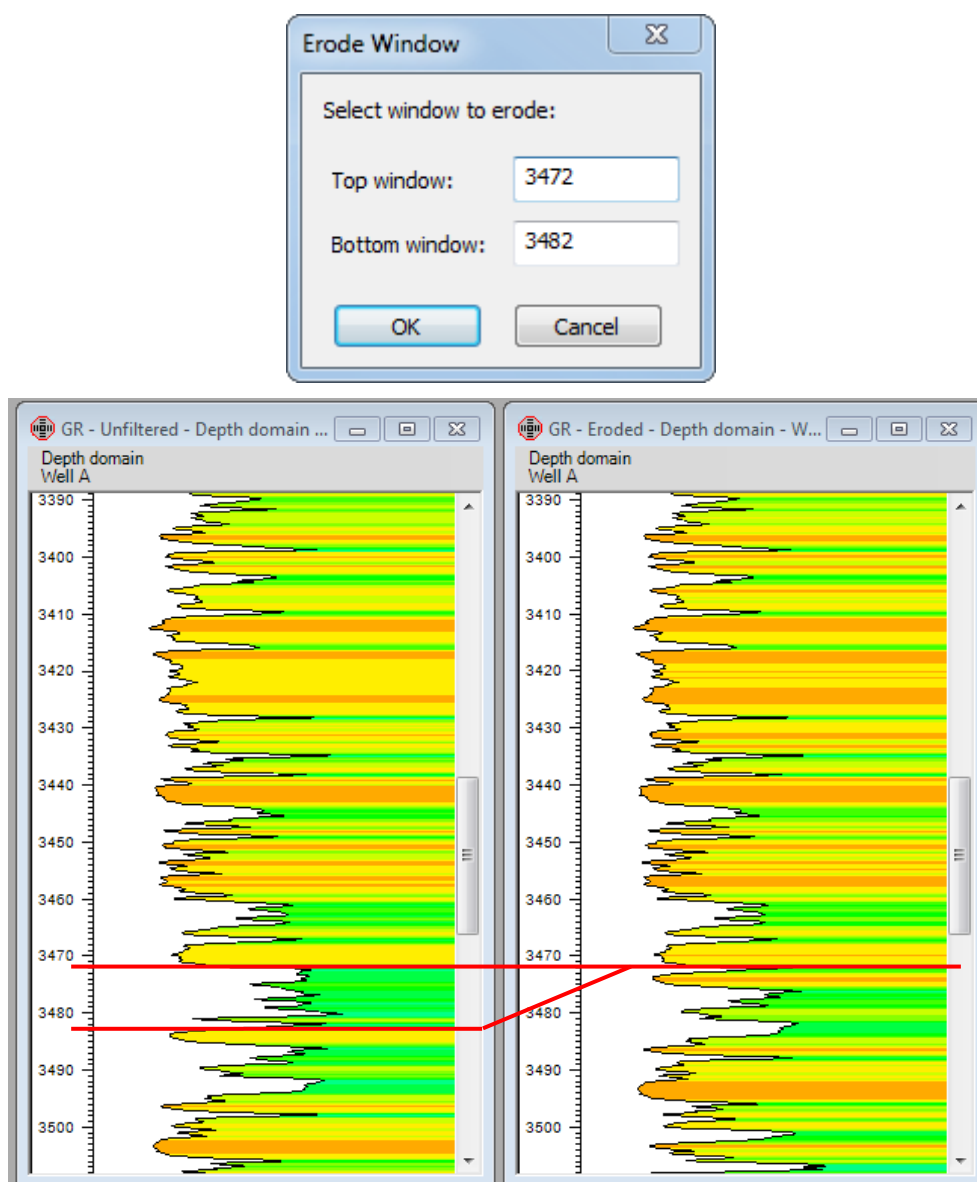 Erode Window
Select window to erode:
Top window: 3472
Bottom window: 3482
OK Cancel
GR - Unfiltered - Depth domain ...
Depth domain
Well A
3390
3400
3410
3420
3430
3440
3450
3460
3470
3480
3490
3500
GR - Eroded - Depth domain - W...
Depth domain
Well A
3390
3400
3410
3420
3430
3440
3450
3460
3470
3480
3490
3500